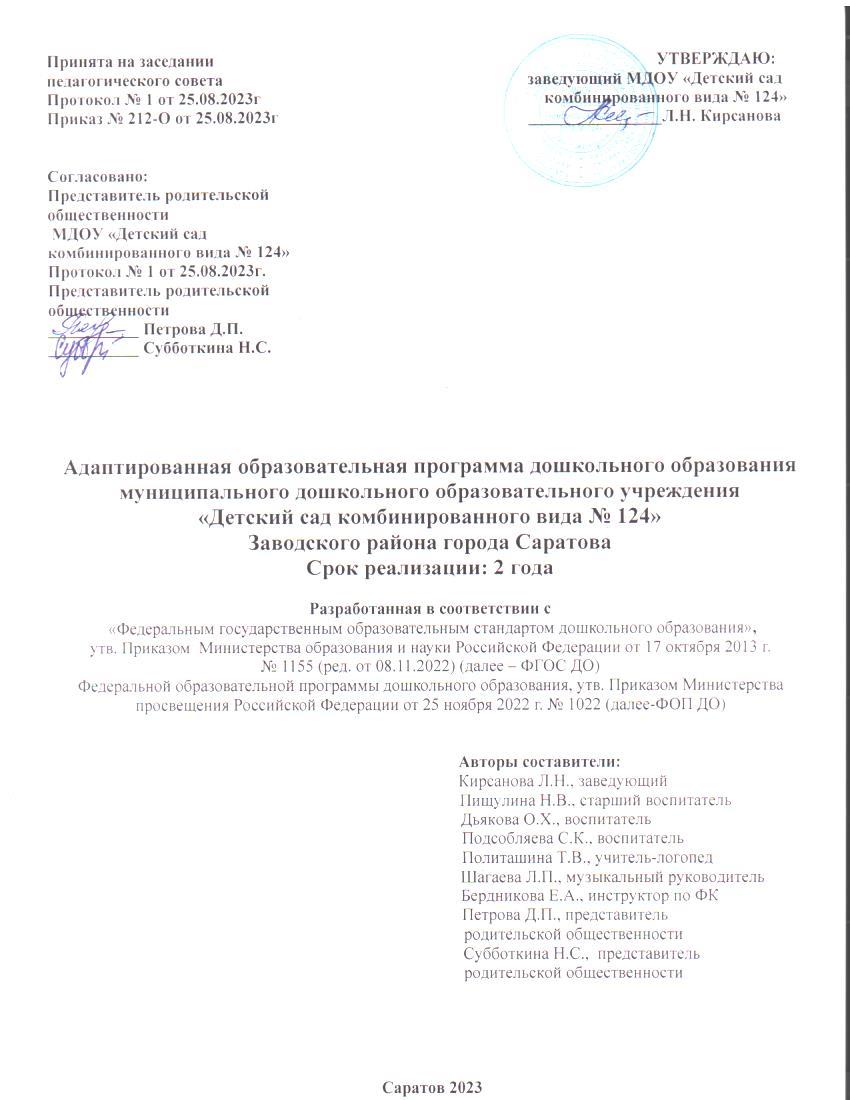 Принята на заседании
педагогического совета
Протокол № 1 от 25.08.2023г
Приказ № 212-О от 25.08.2023г
УТВЕРЖДАЮ:
заведующий МДОУ «Детский сад
комбинированного вида № 124»
Л.Н. Кирсанова
Согласовано:
Представитель родительской
общественности
МДОУ «Детский сад
комбинированного вида № 124»
Протокол № 1 от 25.08.2023г.
Представитель родительской
общественности
Петрова Д.П.
Субботкина Н.С.
Адаптированная образовательная программа дошкольного образования
муниципального дошкольного образовательного учреждения
«Детский сад комбинированного вида № 124»
Заводского района города Саратова
Срок реализации: 2 года
Разработанная в соответствии с
«Федеральным государственным образовательным стандартом дошкольного образования»,
утв. Приказом Министерства образования и науки Российской Федерации от 17 октября 2013 г.
№ 1155 (ред. от 08.11.2022) (далее – ФГОС ДО)
Федеральной образовательной программы дошкольного образования, утв. Приказом Министерства
просвещения Российской Федерации от 25 ноября 2022 г. № 1022 (далее-ФОП ДО)
Авторы составители:
Кирсанова Л.Н., заведующий
Пищулина Н.В., старший воспитатель
Дьякова О.Х., воспитатель
Подсобляева С.К., воспитатель
Политашина Т.В., учитель-логопед
Шагаева Л.П., музыкальный руководитель
Бердникова Е.А., инструктор по ФК
Петрова Д.П., представитель
родительской общественности
Субботкина Н.С., представитель
родительской общественности
Саратов 2023